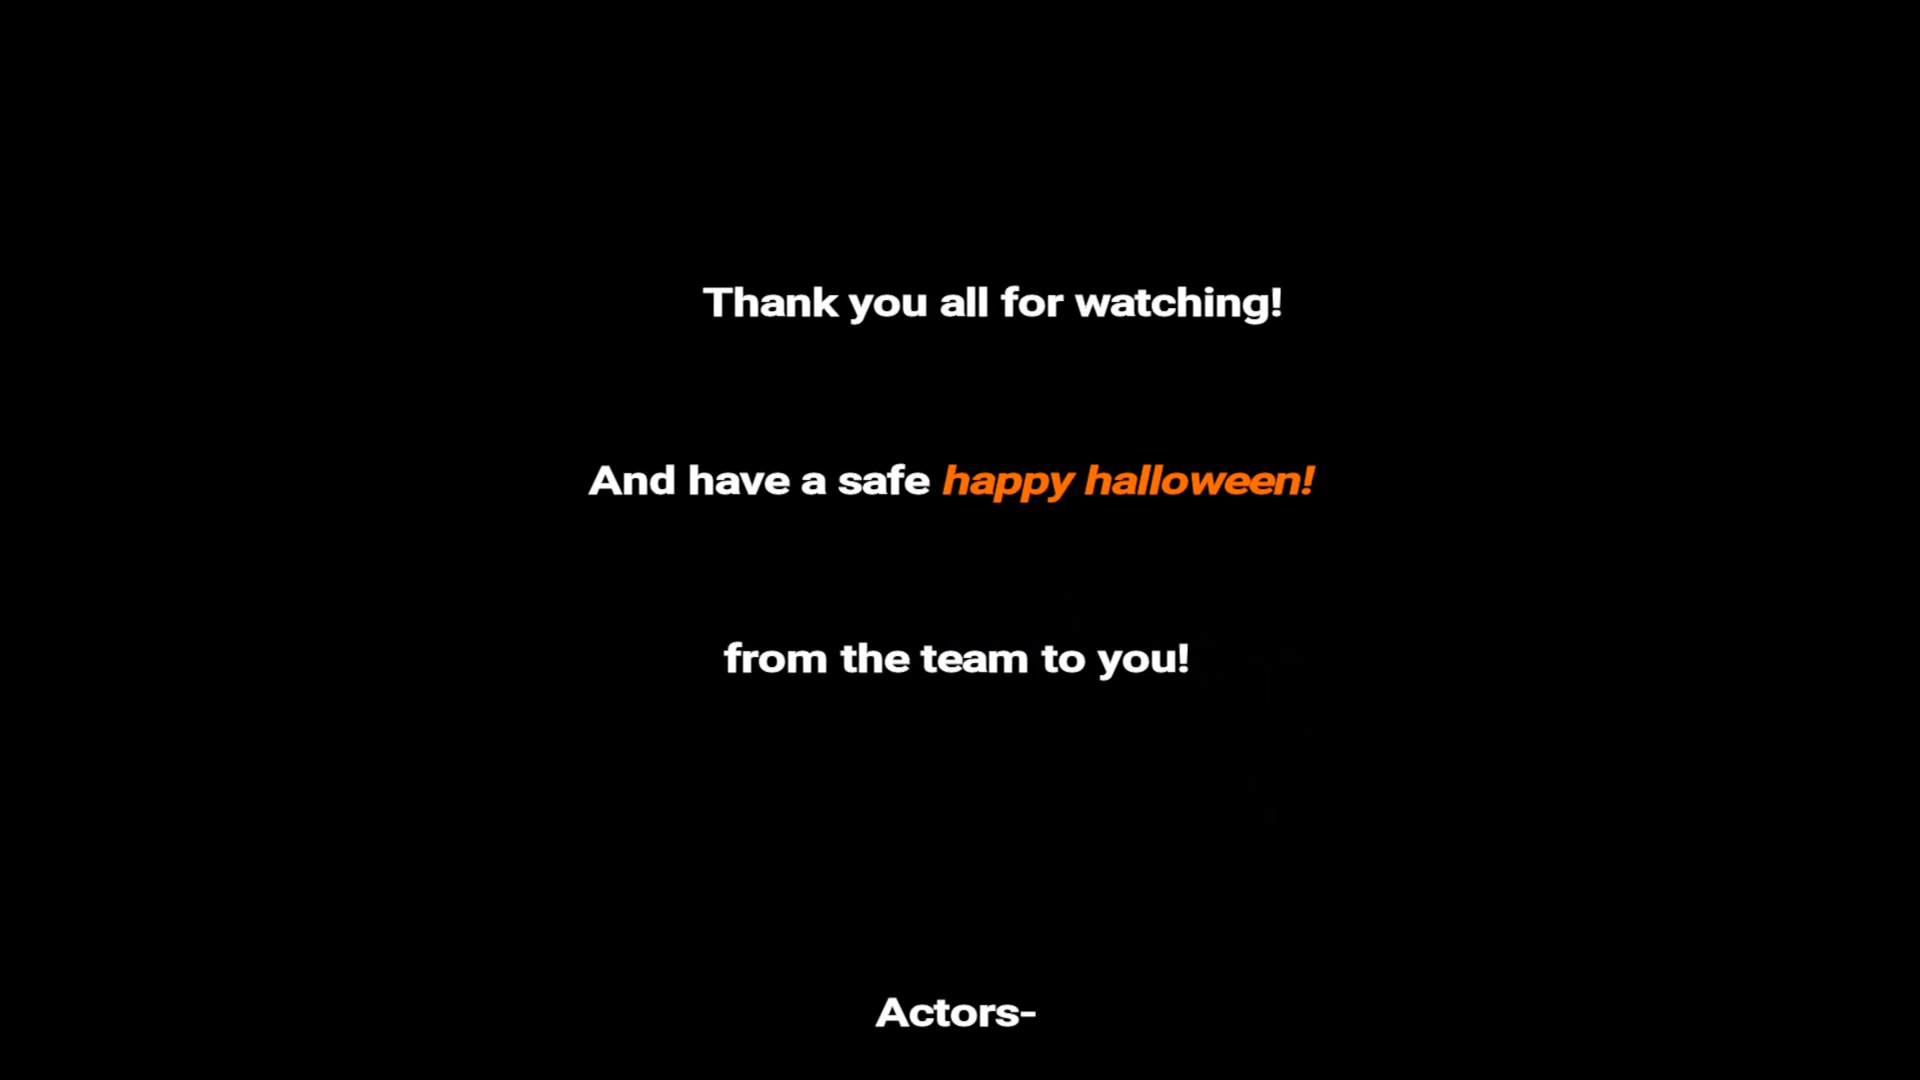 Thank you all for watching!
And have a safe happy halloween!
from the team to you!
Actors-